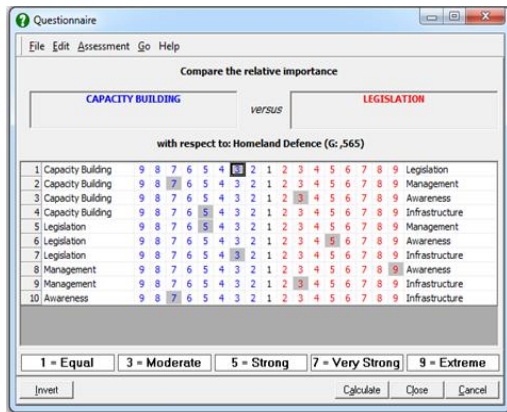 Questionnaire
File Edit Assessment Go Help
Compare the relative importance
CAPACITY BUILDING versus LEGISLATION
with respect to: Homeland Defence (G: ,565)
1 Capacity Building 9 8 7 6 5 4 3 2 1 2 3 4 5 6 7 8 9 Legislation
2 Capacity Building 9 8 7 6 5 4 3 2 1 2 3 4 5 6 7 8 9 Management
3 Capacity Building 9 8 7 6 5 4 3 2 1 2 3 4 5 6 7 8 9 Awareness
4 Capacity Building 9 8 7 6 5 4 3 2 1 2 3 4 5 6 7 8 9 Infrastructure
5 Legislation 9 8 7 6 5 4 3 2 1 2 3 4 5 6 7 8 9 Management
6 Legislation 9 8 7 6 5 4 3 2 1 2 3 4 5 6 7 8 9 Awareness
7 Legislation 9 8 7 6 5 4 3 2 1 2 3 4 5 6 7 8 9 Infrastructure
8 Management 9 8 7 6 5 4 3 2 1 2 3 4 5 6 7 8 9 Awareness
9 Management 9 8 7 6 5 4 3 2 1 2 3 4 5 6 7 8 9 Infrastructure
10 Awareness 9 8 7 6 5 4 3 2 1 2 3 4 5 6 7 8 9 Infrastructure
1 = Equal 3 = Moderate 5 = Strong 7 = Very Strong 9 = Extreme
Invert Calculate Close Cancel